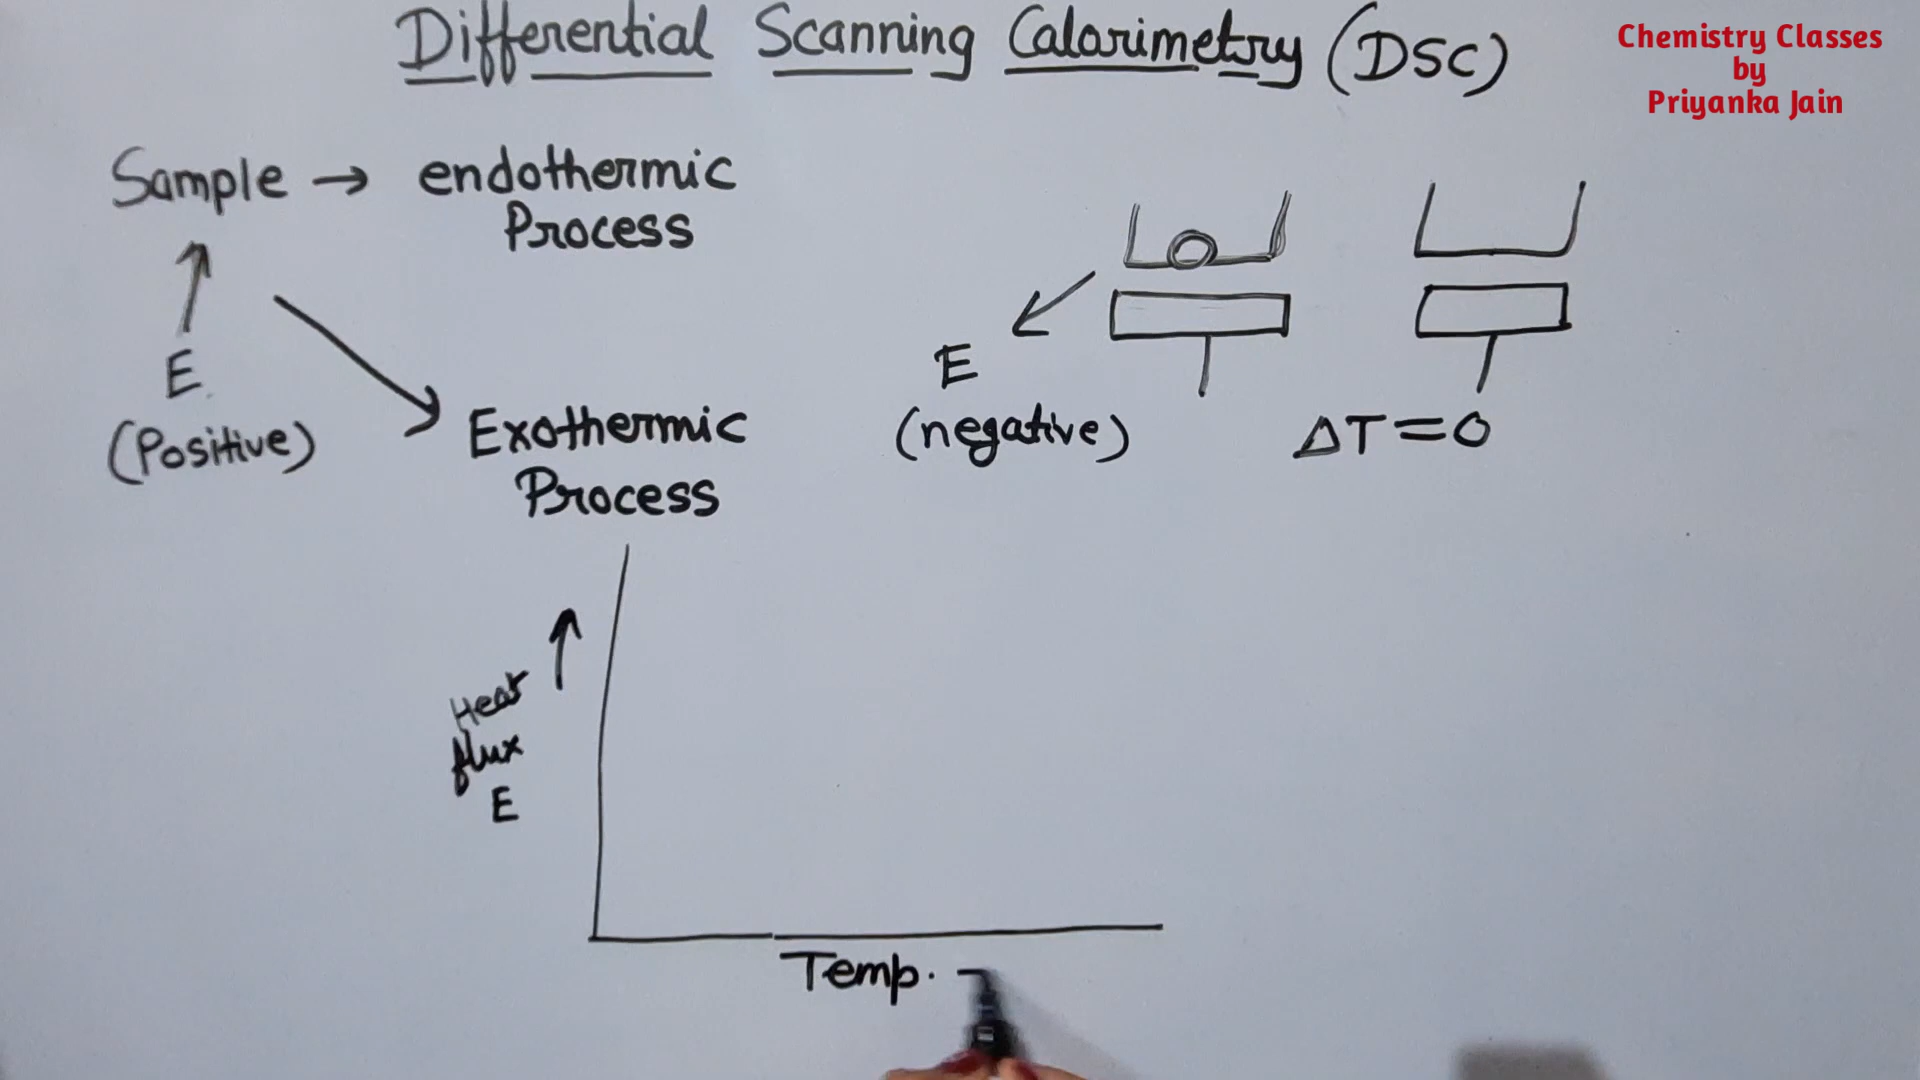 Differential Scanning Calorimetry (DSC)
Chemistry Classes
by
Priyanka Jain
Sample → endothermic
Process
E
(Positive)
Exothermic
Process
E
(negative)
ΔT = 0
Heat
flux
E
Temp.